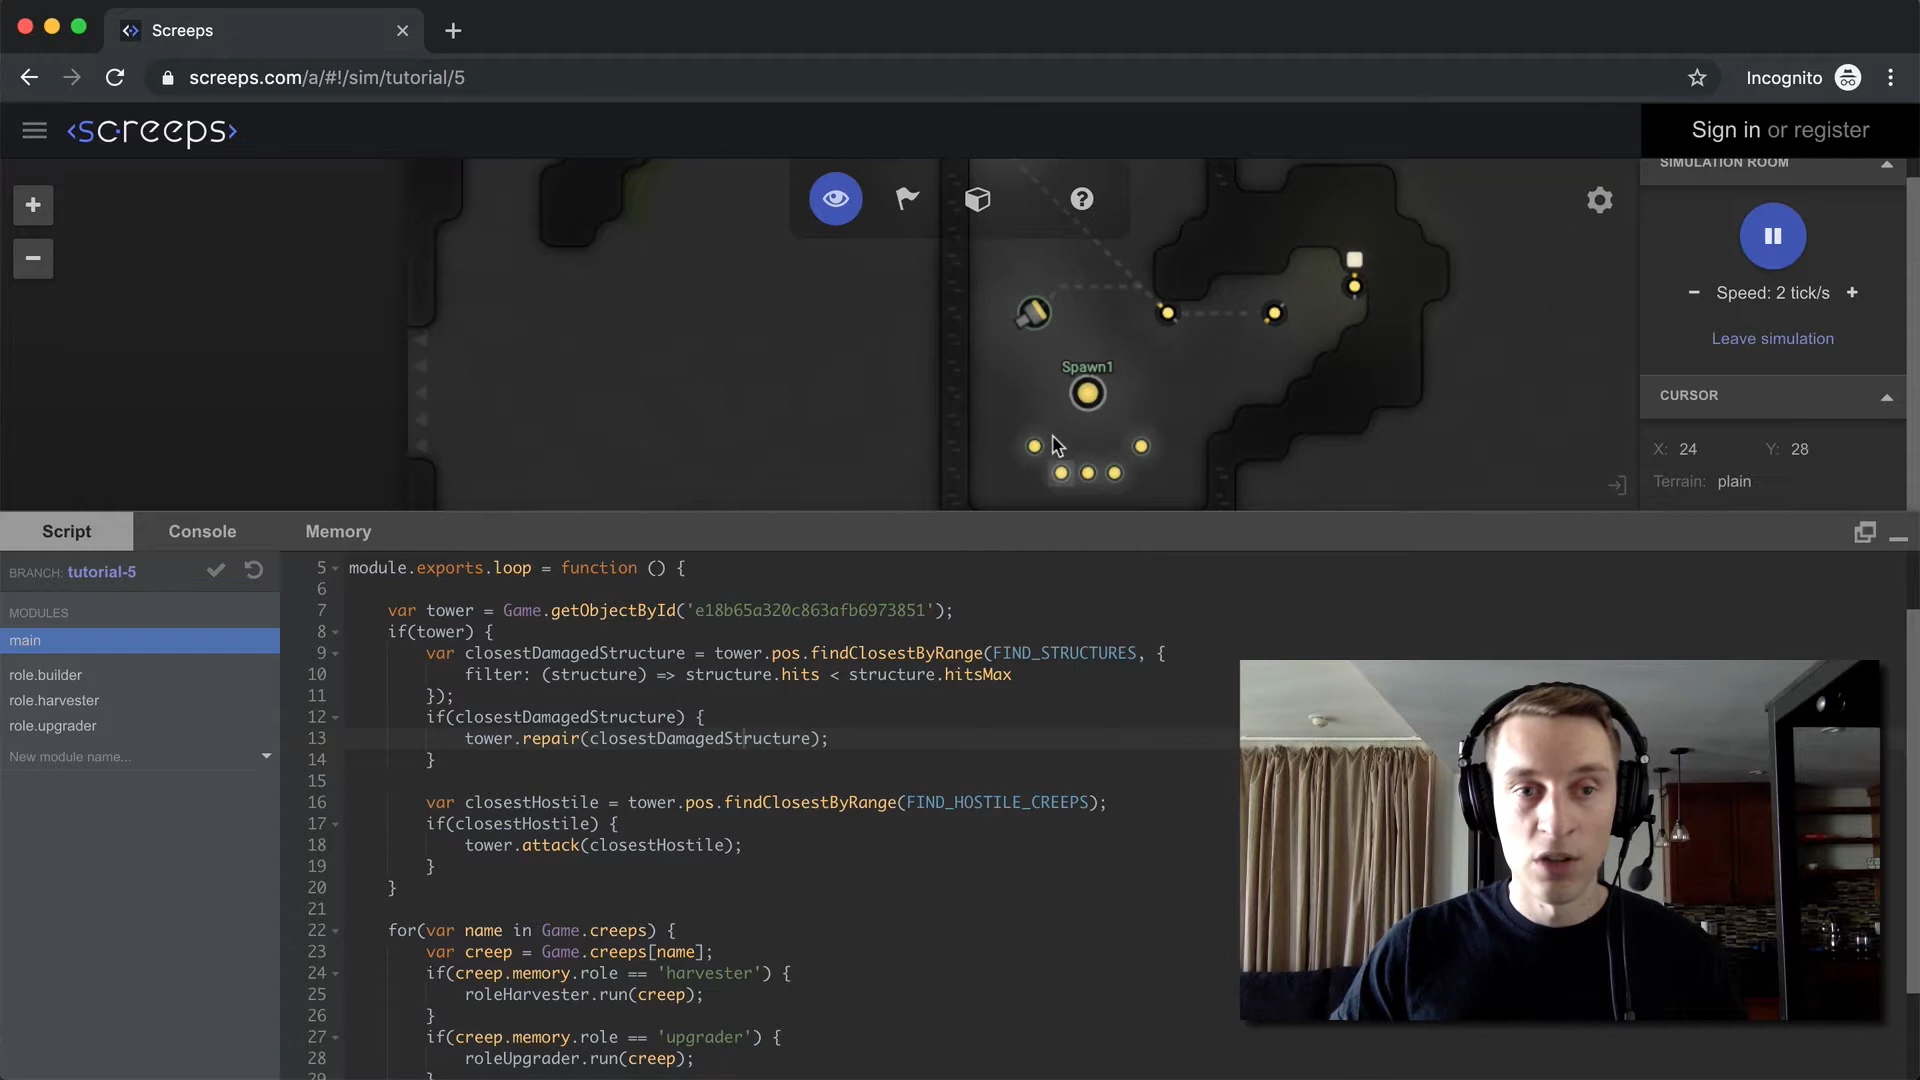 Screeps
screeps.com/a/#!/sim/tutorial/5
Incognito
<screeps>
Sign in or register
SIMULATION ROOM
Speed: 2 tick/s
Leave simulation
CURSOR
X: 24 Y: 28
Terrain: plain
Spawn1
Script Console Memory
BRANCH: tutorial-5
MODULES
main
role.builder
role.harvester
role.upgrader
New module name...
5 module.exports.loop = function () {
6
7 var tower = Game.getObjectById('e18b65a320c863afb6973851');
8 if(tower) {
9 var closestDamagedStructure = tower.pos.findClosestByRange(FIND_STRUCTURES, {
10 filter: (structure) => structure.hits < structure.hitsMax
11 });
12 if(closestDamagedStructure) {
13 tower.repair(closestDamagedStructure);
14 }
15
16 var closestHostile = tower.pos.findClosestByRange(FIND_HOSTILE_CREEPS);
17 if(closestHostile) {
18 tower.attack(closestHostile);
19 }
20 }
21
22 for(var name in Game.creeps) {
23 var creep = Game.creeps[name];
24 if(creep.memory.role == 'harvester') {
25 roleHarvester.run(creep);
26 }
27 if(creep.memory.role == 'upgrader') {
28 roleUpgrader.run(creep);
29 }